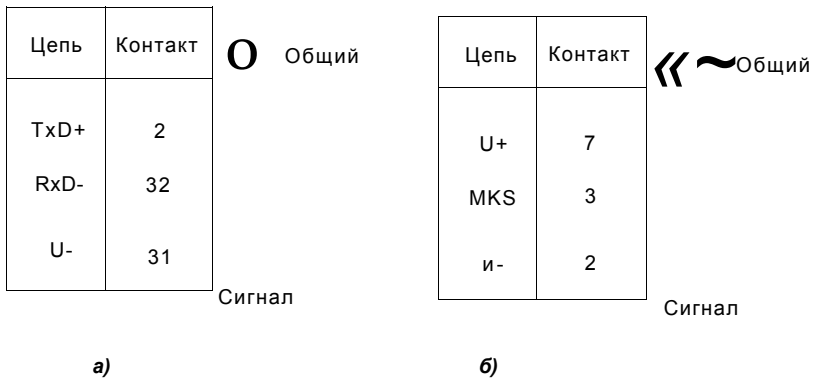 Цепь Контакт О Общий
TxD+ 2
RxD- 32
U- 31
Сигнал
а)
Цепь Контакт « ~Общий
U+ 7
MKS 3
и- 2
Сигнал
б)